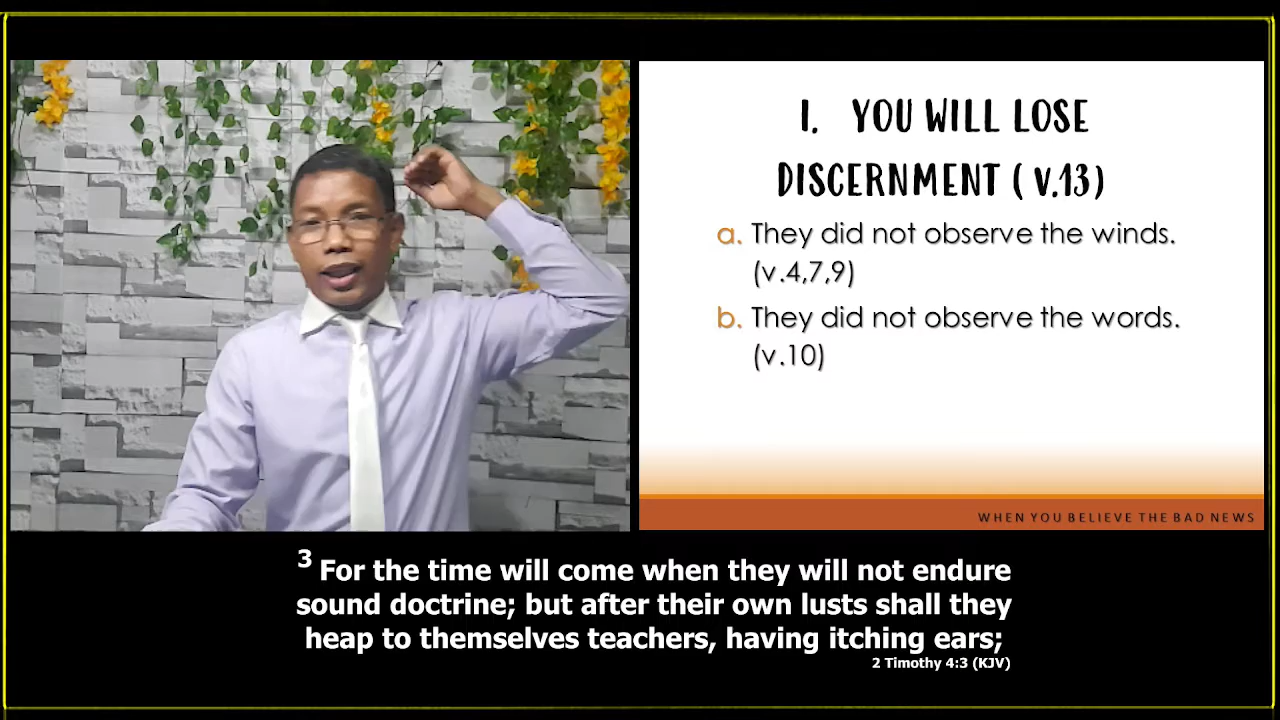 I. YOU WILL LOSE
DISCERNMENT ( V.13)
a. They did not observe the winds.
(v.4,7,9)
b. They did not observe the words.
(v.10)
WHEN YOU BELIEVE THE BAD NEWS
3 For the time will come when they will not endure
sound doctrine; but after their own lusts shall they
heap to themselves teachers, having itching ears;
2 Timothy 4:3 (KJV)